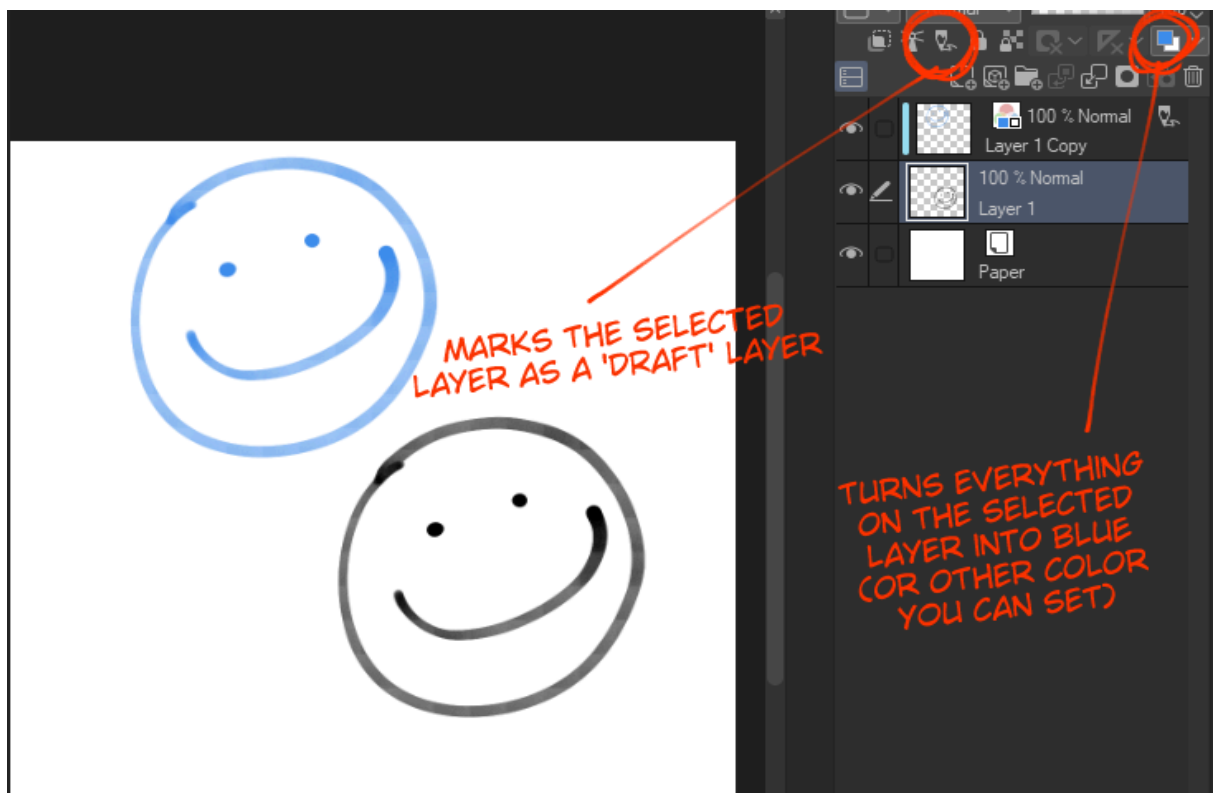 100 % Normal
Layer 1 Copy
100 % Normal
Layer 1
Paper
MARKS THE SELECTED
LAYER AS A 'DRAFT' LAYER
TURNS EVERYTHING
ON THE SELECTED
LAYER INTO BLUE
(OR OTHER COLOR
YOU CAN SET)